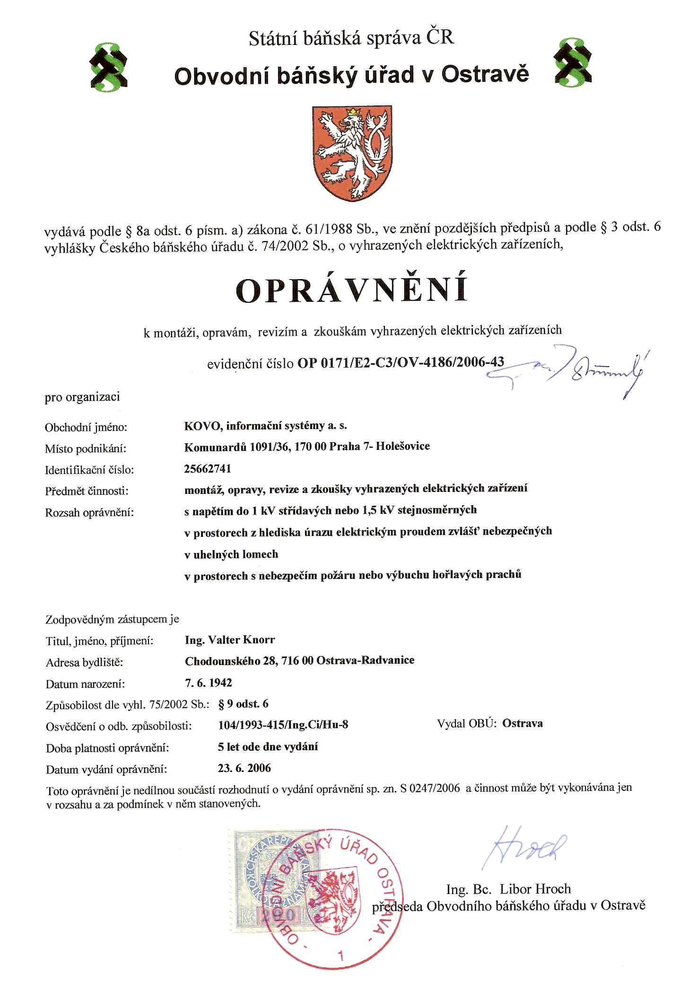 Státní báňská správa ČR
Obvodní báňský úřad v Ostravě
vydává podle § 8a odst. 6 písm. a) zákona č. 61/1988 Sb., ve znění pozdějších předpisů a podle § 3 odst. 6
vyhlášky Českého báňského úřadu č. 74/2002 Sb., o vyhrazených elektrických zařízeních,
OPRÁVNĚNÍ
k montáži, opravám, revizím a zkouškám vyhrazených elektrických zařízeních
evidenční číslo OP 0171/E2-C3/OV-4186/2006-43
pro organizaci
Obchodní jméno: KOVO, informační systémy a. s.
Místo podnikání: Komunardů 1091/36, 170 00 Praha 7- Holešovice
Identifikační číslo: 25662741
Předmět činnosti: montáž, opravy, revize a zkoušky vyhrazených elektrických zařízení
Rozsah oprávnění: s napětím do 1 kV střídavých nebo 1,5 kV stejnosměrných
v prostorech z hlediska úrazu elektrickým proudem zvlášť nebezpečných
v uhelných lomech
v prostorech s nebezpečím požáru nebo výbuchu hořlavých prachů
Zodpovědným zástupcem je
Titul, jméno, příjmení: Ing. Valter Knorr
Adresa bydliště: Chodounského 28, 716 00 Ostrava-Radvanice
Datum narození: 7. 6. 1942
Způsobilost dle vyhl. 75/2002 Sb.: § 9 odst. 6
Osvědčení o odb. způsobilosti: 104/1993-415/Ing.Ci/Hu-8 Vydal OBÚ: Ostrava
Doba platnosti oprávnění: 5 let ode dne vydání
Datum vydání oprávnění: 23. 6. 2006
Toto oprávnění je nedílnou součástí rozhodnutí o vydání oprávnění sp. zn. S 0247/2006 a činnost může být vykonávána jen
v rozsahu a za podmínek v něm stanovených.
Hroch
Ing. Bc. Libor Hroch
předseda Obvodního báňského úřadu v Ostravě
ČESKÁ REPUBLIKA
KOLKOVÁ ZNÁMKA
Kč 200 Kč
OBVODNÍ BÁŇSKÝ ÚŘAD OSTRAVA
- 1 -